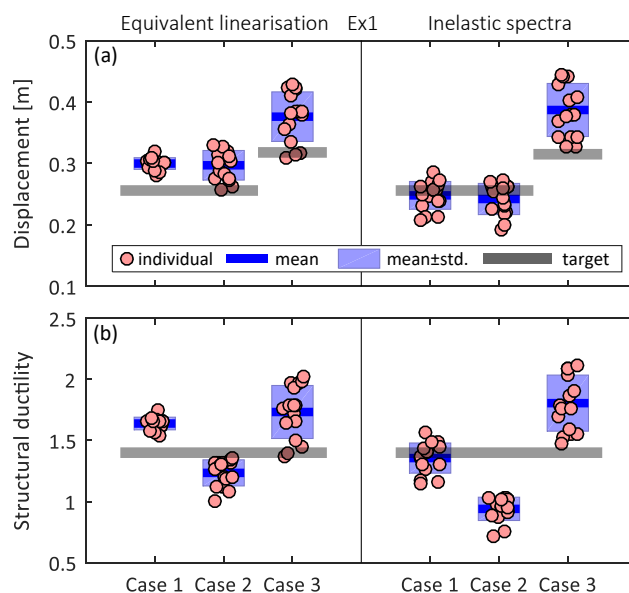 Equivalent linearisation Ex1 Inelastic spectra
(a)
Displacement [m]
0.5
0.4
0.3
0.2
0.1
individual mean mean±std. target
(b)
Structural ductility
2.5
2
1.5
1
0.5
Case 1 Case 2 Case 3 Case 1 Case 2 Case 3